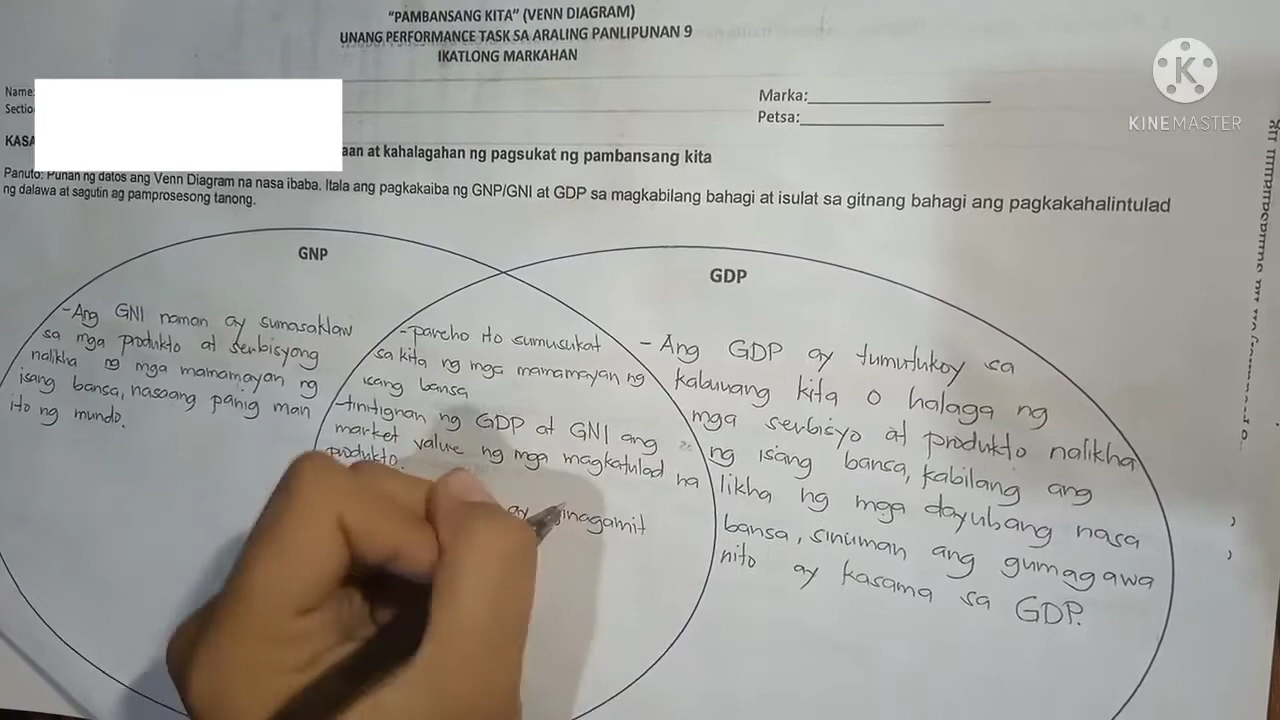 "PAMBANSANG KITA" (VENN DIAGRAM)
UNANG PERFORMANCE TASK SA ARALING PANLIPUNAN 9
IKATLONG MARKAHAN
Name:
Sectio
Marka:
Petsa:
KASA
aan at kahalagahan ng pagsukat ng pambansang kita
Panuto: Punan ng datos ang Venn Diagram na nasa ibaba. Itala ang pagkakaiba ng GNP/GNI at GDP sa magkabilang bahagi at isulat sa gitnang bahagi ang pagkakahalintulad
ng dalawa at sagutin ag pamprosesong tanong.
GNP
- Ang GNI naman ay sumasaklaw
sa mga produkto at serbisyong
nalikha ng mga mamamayan ng
isang bansa, nasaang panig man
ito ng mundo.
- pareho ito sumusukat
sa kita ng mga mamamayan ng
isang bansa
- tinitignan ng GDP at GNI ang
market value ng mga magkatulad na
produkto.
ay ginagamit
GDP
- Ang GDP ay tumutukoy sa
kabuuang kita o halaga ng
mga serbisyo at produkto nalikha
ng isang bansa, kabilang ang
likha ng mga dayuhang nasa
bansa, sinuman ang gumagawa
nito ay kasama sa GDP.
KINEMASTER